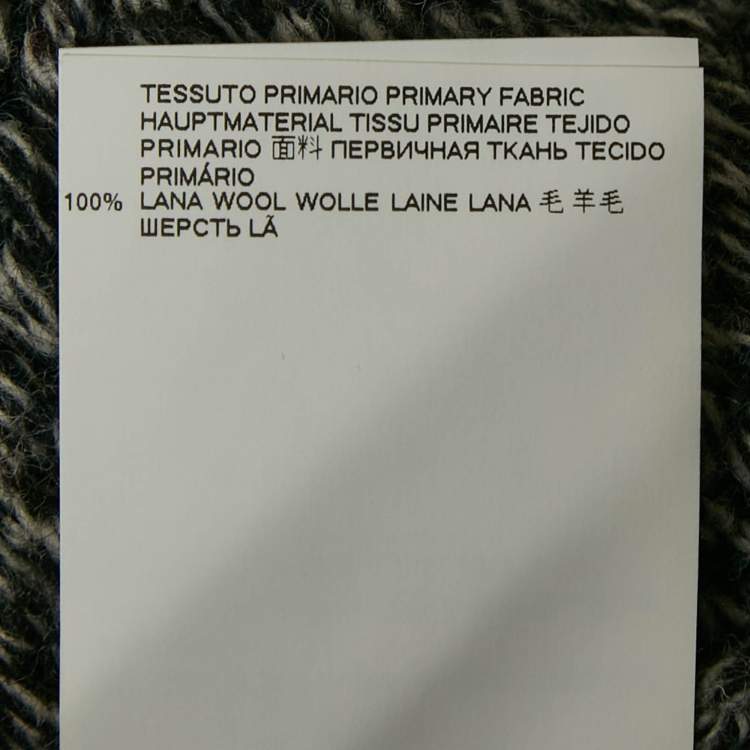 TESSUTO PRIMARIO PRIMARY FABRIC
HAUPTMATERIAL TISSU PRIMAIRE TEJIDO
PRIMARIO 面料 ПЕРВИЧНАЯ ТКАНЬ TECIDO
PRIMÁRIO
100% LANA WOOL WOLLE LAINE LANA 毛 羊毛
ШЕРСТЬ LÃ